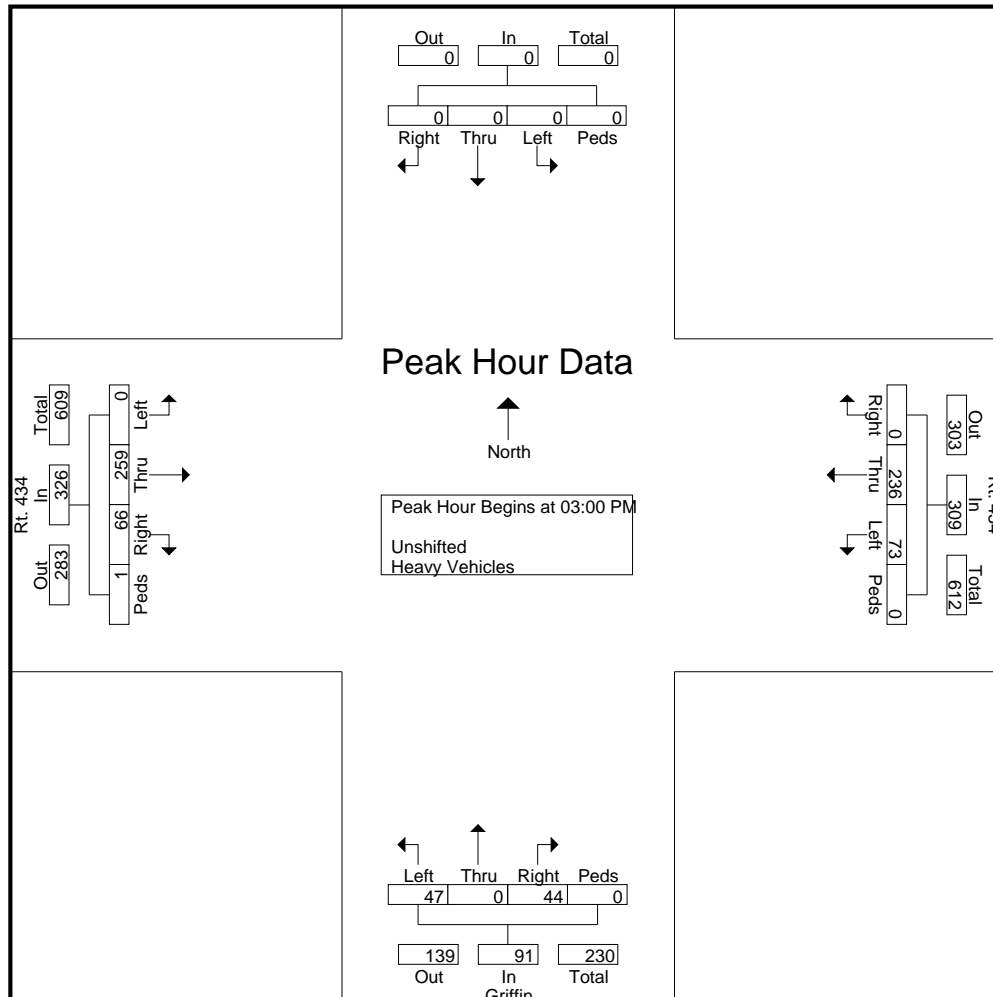 Out In Total
0 0 0
0 0 0 0
Right Thru Left Peds
Peak Hour Data
North
Peak Hour Begins at 03:00 PM
Unshifted
Heavy Vehicles
Rt. 434
Total In Out
609 326 283
0 259 66 1
Left Thru Right Peds
Out In Total
303 309 612
0 236 73 0
Right Thru Left Peds
Left Thru Right Peds
47 0 44 0
139 91 230
Out In Total
Griffin